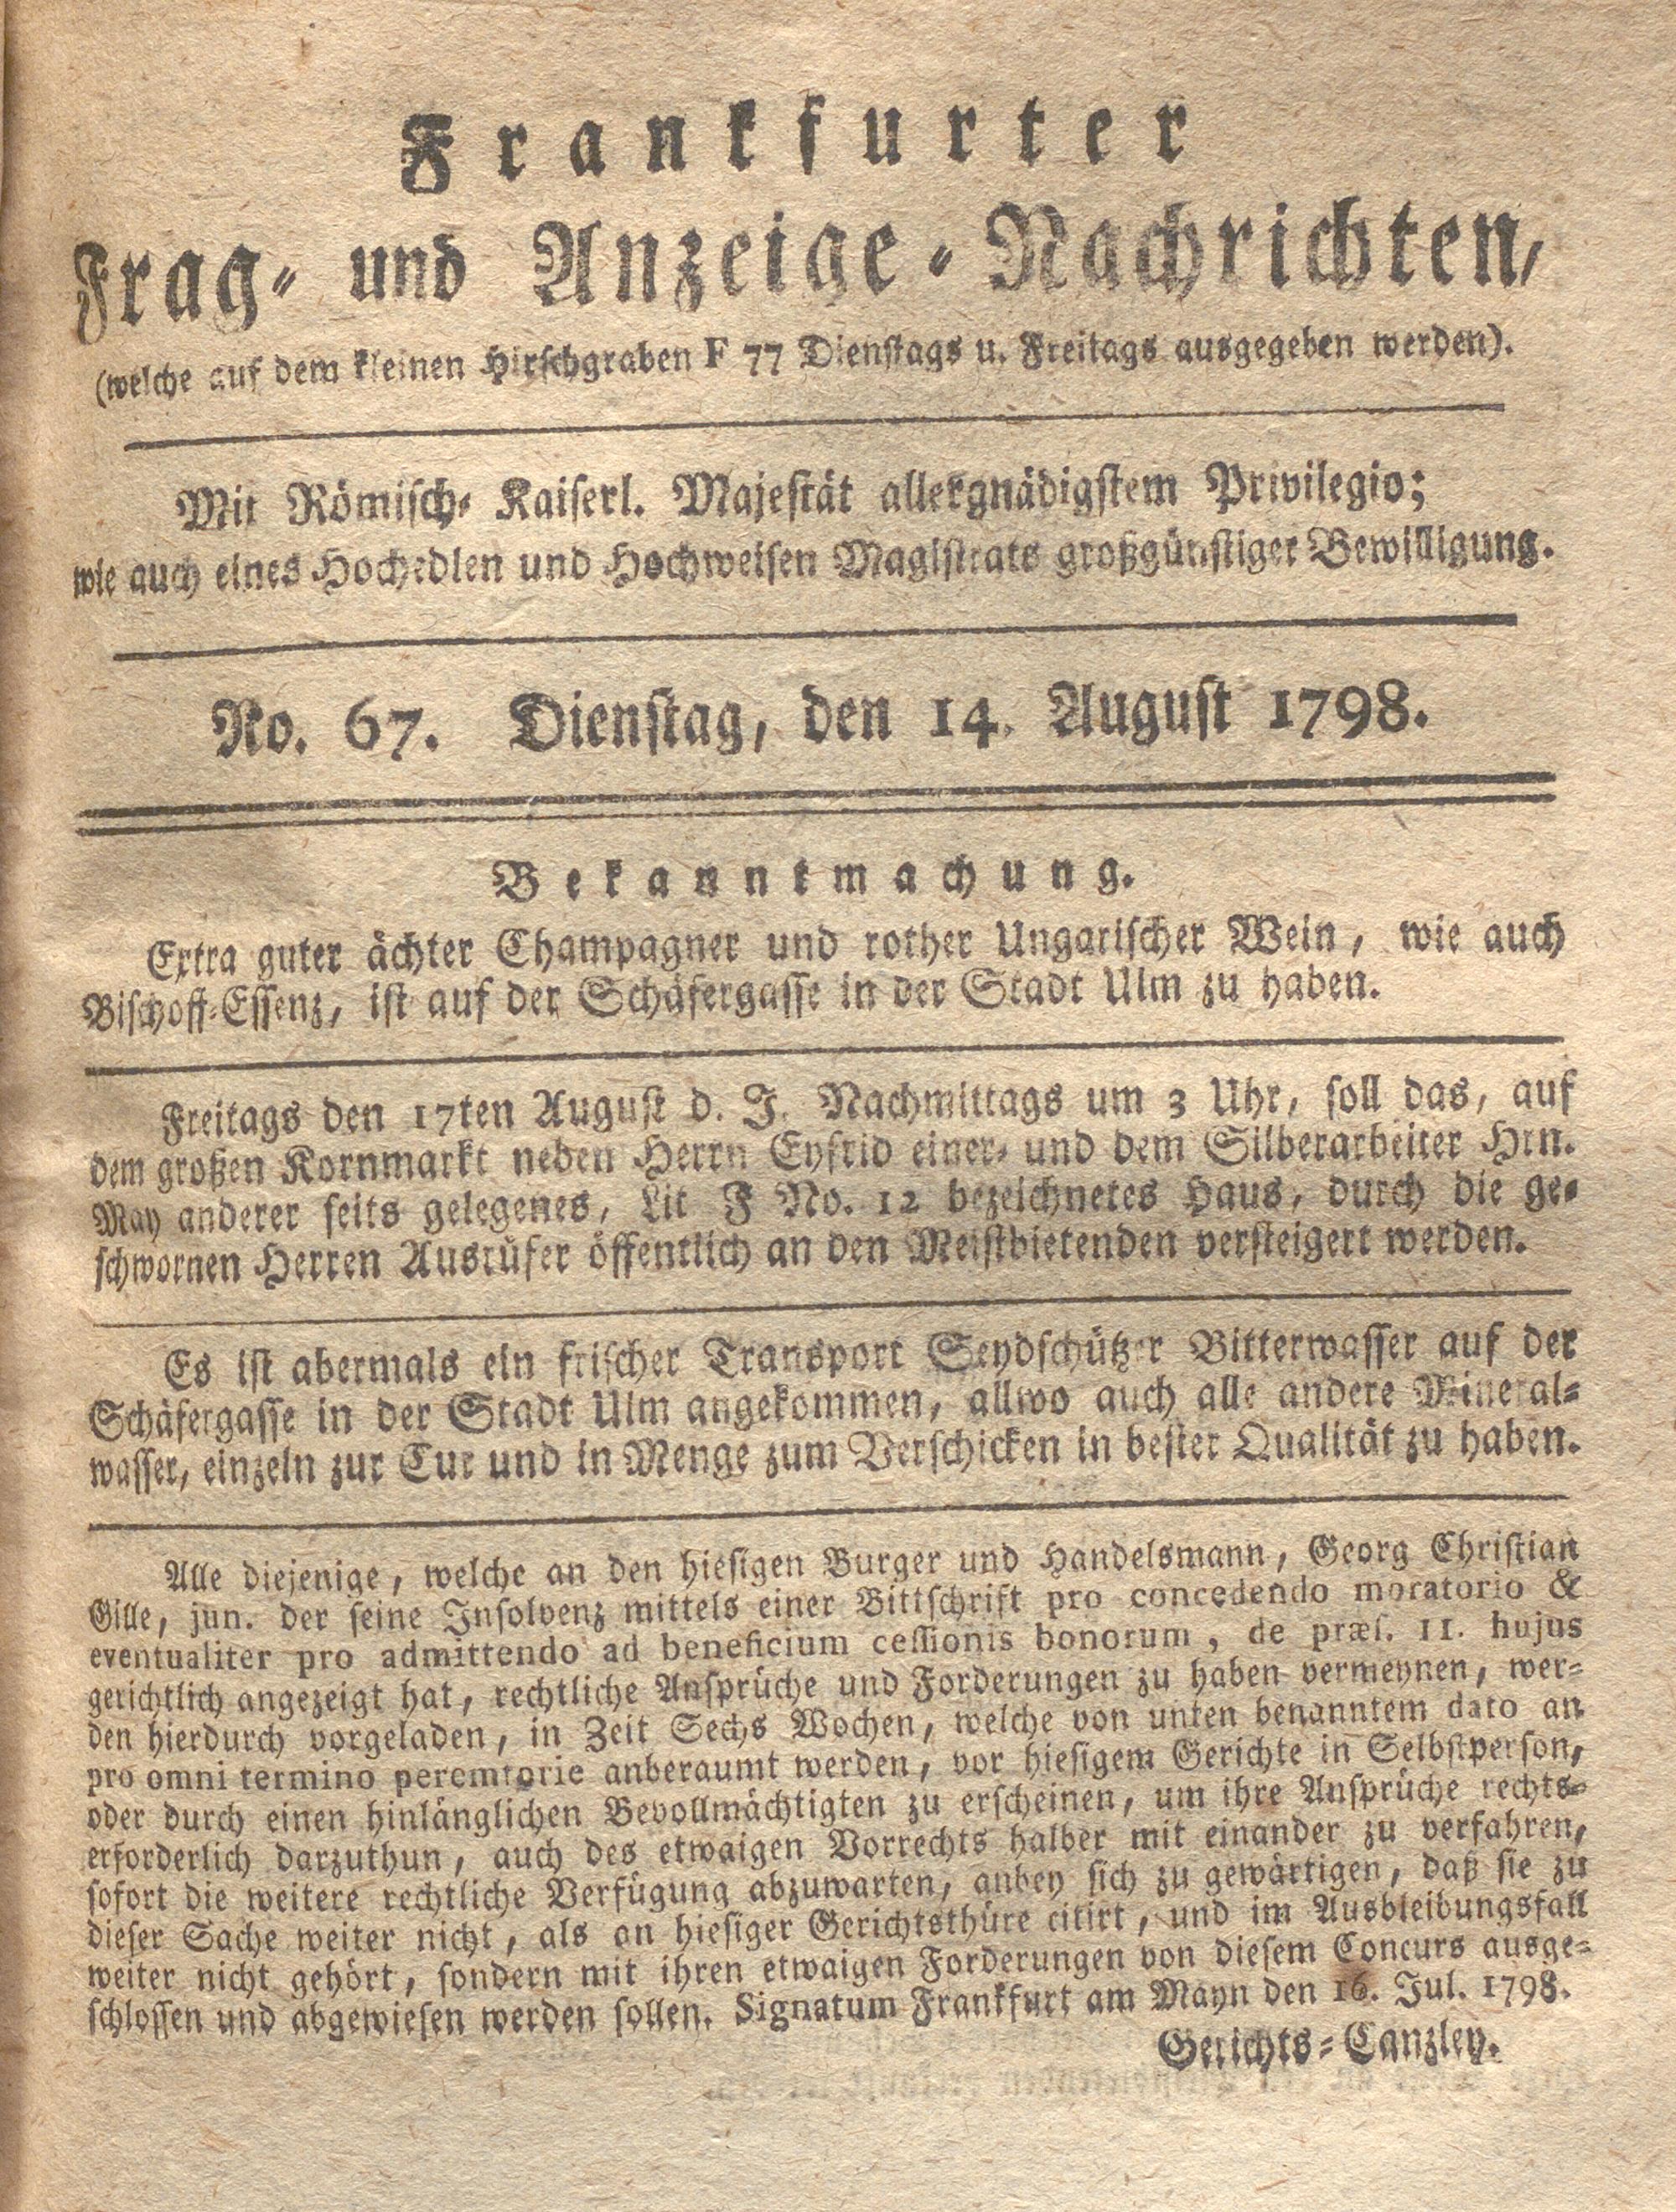 Frankfurter
Frag- und Anzeige-Nachrichten,
(welche auf dem kleinen Hirschgraben F 77 Dienstags u. Freitags ausgegeben werden).
Mit Römisch- Kaiserl. Majestät allergnädigstem Privilegio;
wie auch eines Hochedlen und Hochweisen Magistrats großgünstiger Bewilligung.
No. 67. Dienstag, den 14. August 1798.
Bekanntmachung.
Extra guter ächter Champagner und rother Ungarischer Wein, wie auch
Bischoff-Essenz, ist auf der Schäfergasse in der Stadt Ulm zu haben.
Freitags den 17ten August d. J. Nachmittags um 3 Uhr, soll das, auf
dem großen Kornmarkt neben Herrn Eyfrid einer- und dem Silberarbeiter Hrn.
May anderer seits gelegenes, Lit F No. 12 bezeichnetes Haus, durch die ge-
schwornen Herren Ausrüfer öffentlich an den Meistbietenden versteigert werden.
Es ist abermals ein frischer Transport Seydschützer Bitterwasser auf der
Schäfergasse in der Stadt Ulm angekommen, allwo auch alle andere Mineral-
wasser, einzeln zur Cur und in Menge zum Verschicken in bester Qualität zu haben.
Alle diejenige, welche an den hiesigen Burger und Handelsmann, Georg Christian
Gille, jun. der seine Insolvenz mittels einer Bittschrift pro concedendo moratorio &
eventualiter pro admittendo ad beneficium cessionis bonorum, de præs. 11. hujus
gerichtlich angezeigt hat, rechtliche Ansprüche und Forderungen zu haben vermeynen, wer-
den hierdurch vorgeladen, in Zeit Sechs Wochen, welche von unten benanntem dato an
pro omni termino peremtorie anberaumt werden, vor hiesigem Gerichte in Selbstperson,
oder durch einen hinlänglichen Bevollmächtigten zu erscheinen, um ihre Ansprüche rechts-
erforderlich darzuthun, auch des etwaigen Vorrechts halber mit einander zu verfahren,
sofort die weitere rechtliche Verfügung abzuwarten, anbey sich zu gewärtigen, daß sie zu
dieser Sache weiter nicht, als an hiesiger Gerichtsthüre citirt, und im Ausbleibungsfall
weiter nicht gehört, sondern mit ihren etwaigen Forderungen von diesem Concurs ausge-
schlossen und abgewiesen werden sollen. Signatum Frankfurt am Mayn den 16. Jul. 1798.
Gerichts-Canzley.